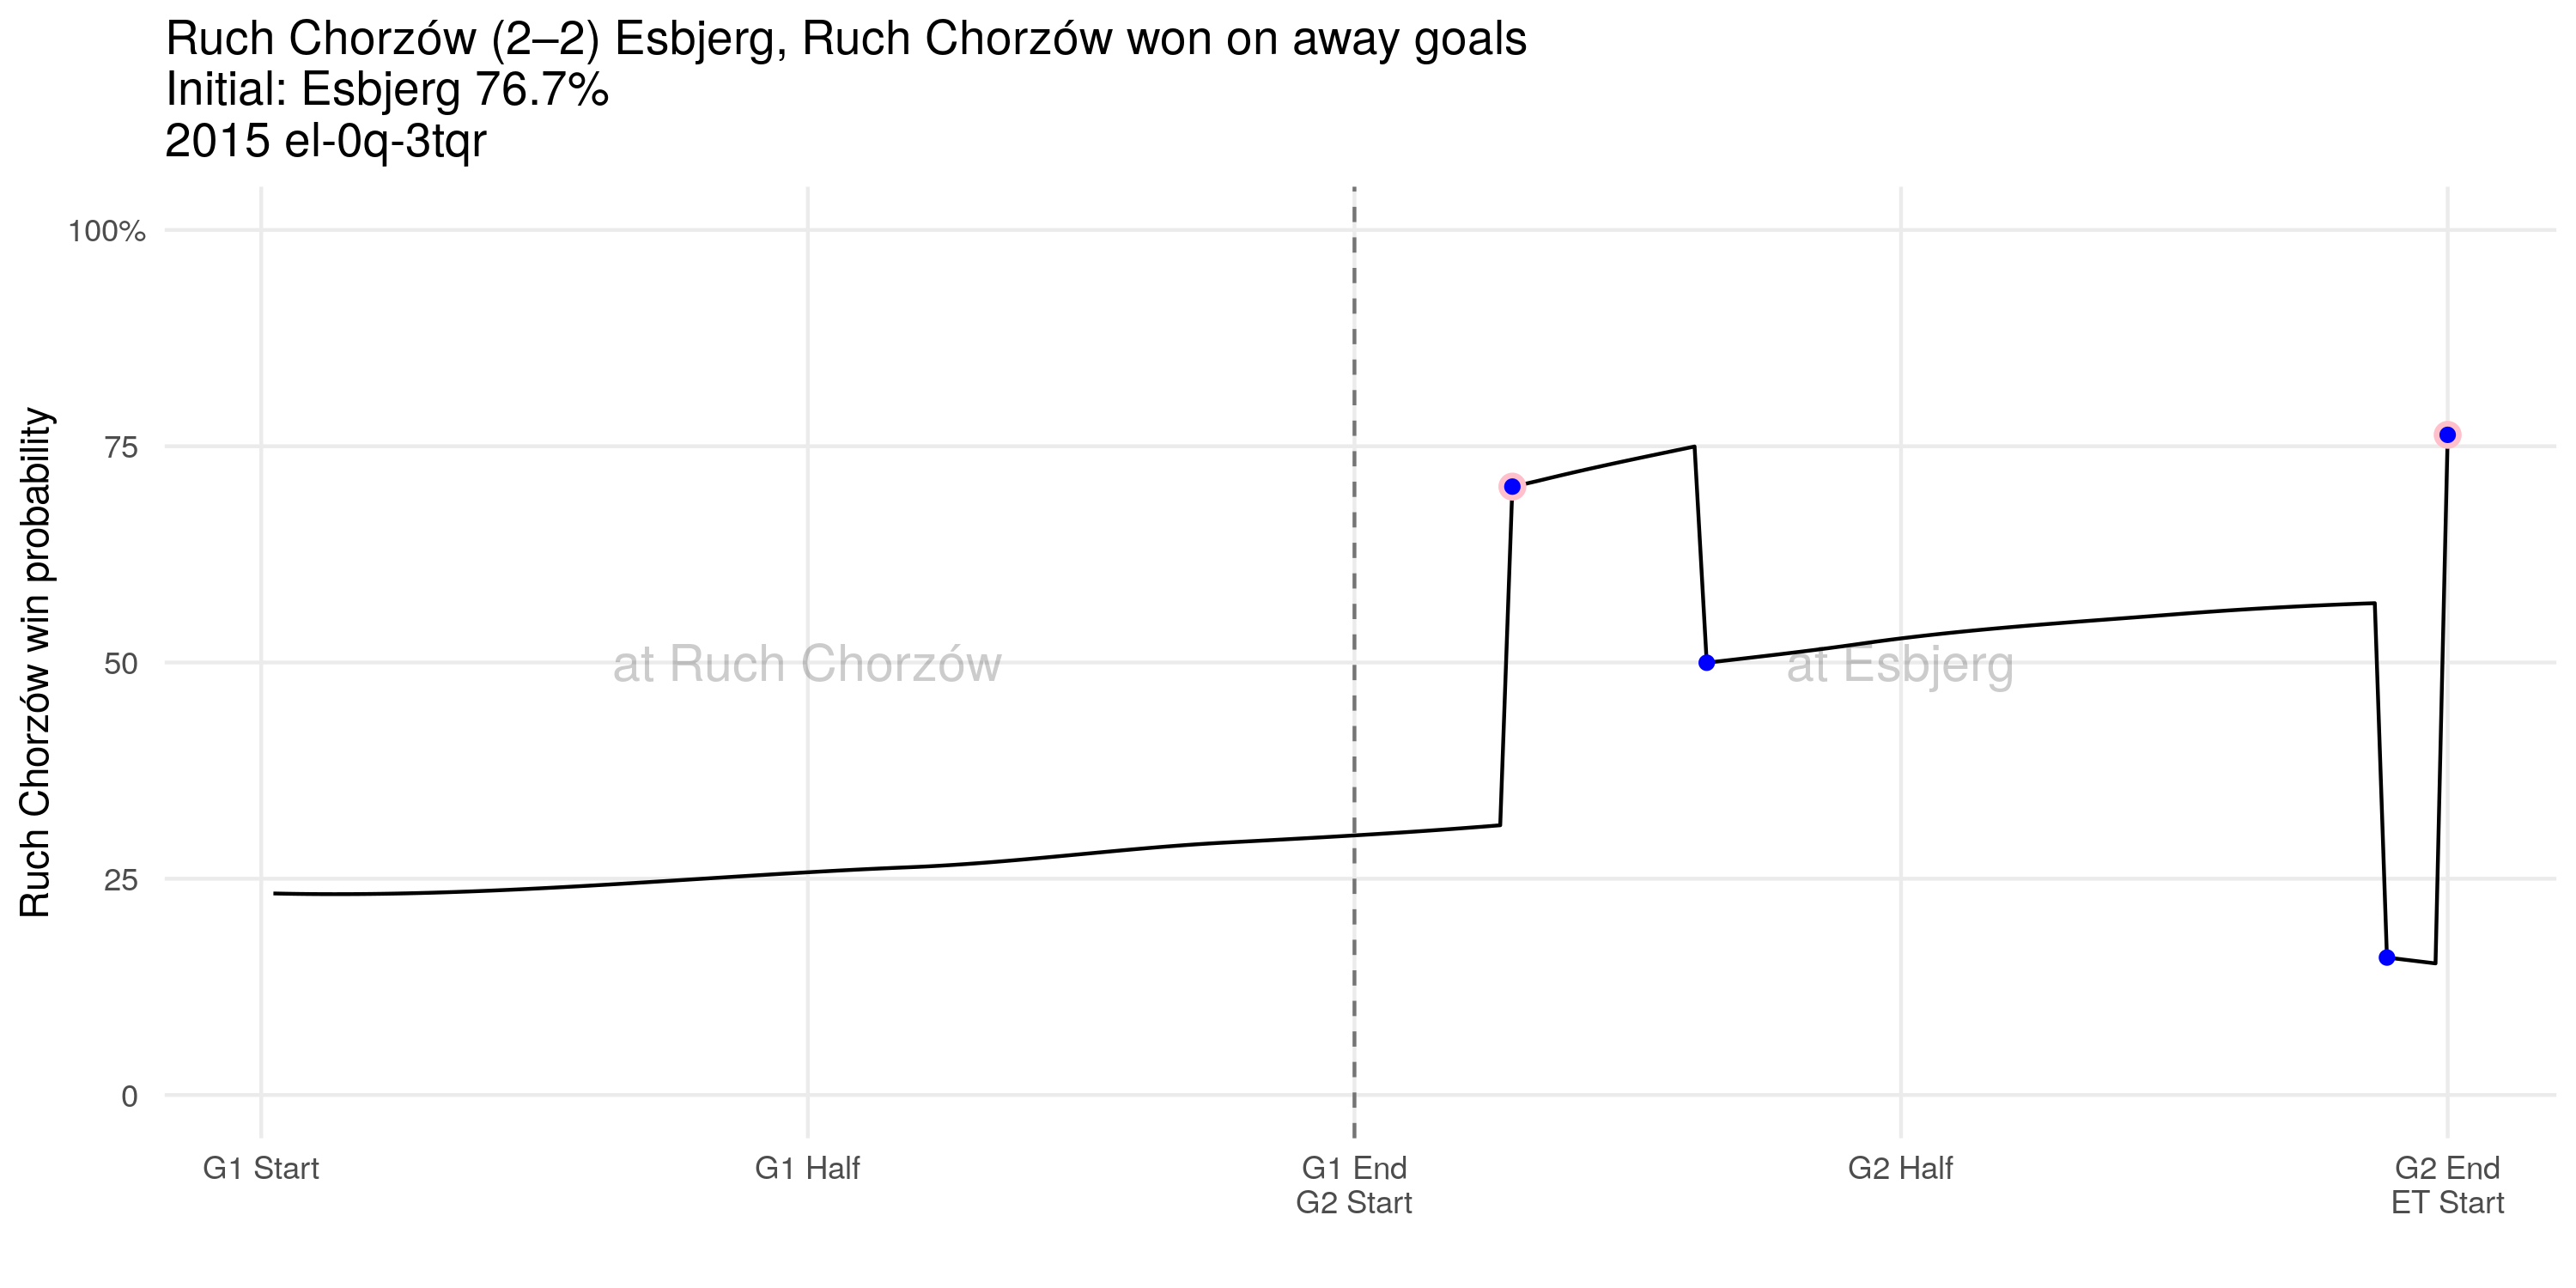 Ruch Chorzów (2–2) Esbjerg, Ruch Chorzów won on away goals
Initial: Esbjerg 76.7%
2015 el-0q-3tqr
Ruch Chorzów win probability
100%
75
50
25
0
at Ruch Chorzów
at Esbjerg
G1 Start
G1 Half
G1 End
G2 Start
G2 Half
G2 End
ET Start